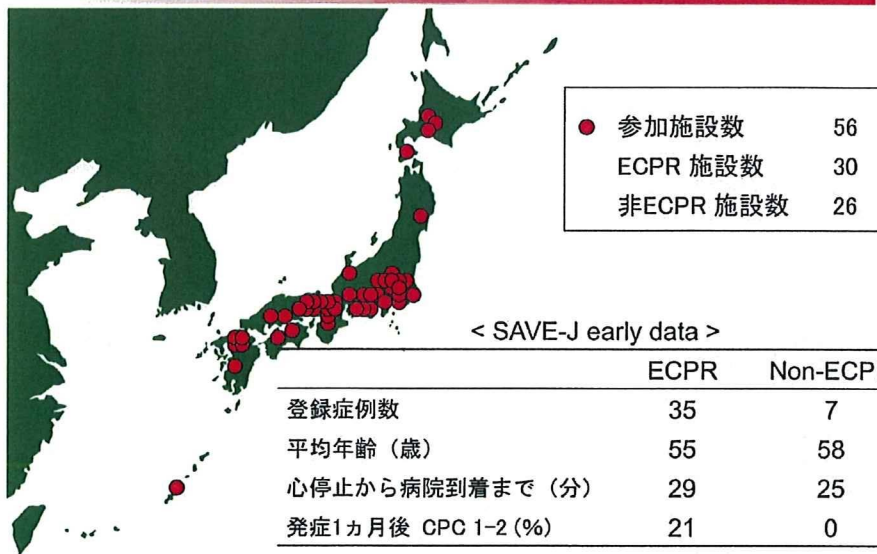 参加施設数 56
ECPR 施設数 30
非ECPR 施設数 26
< SAVE-J early data >
ECPR Non-ECP
登録症例数 35 7
平均年齢（歳） 55 58
心停止から病院到着まで（分） 29 25
発症1ヵ月後 CPC 1-2 (%) 21 0